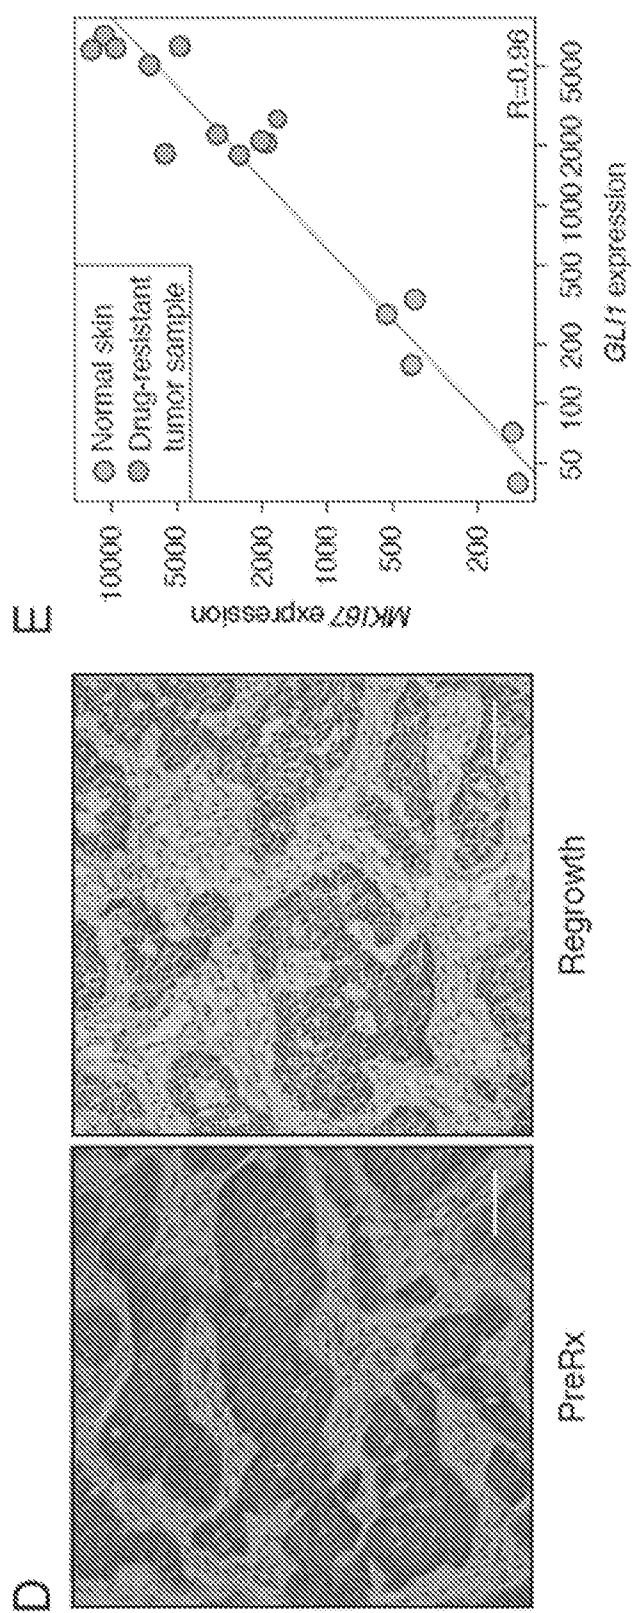 D
PreRx
Regrowth
E
MKI67 expression
10000
5000
2000
1000
500
200
Normal skin
Drug-resistant
tumor sample
R=0.96
50 100 200 500 1000 2000 5000
GLI1 expression